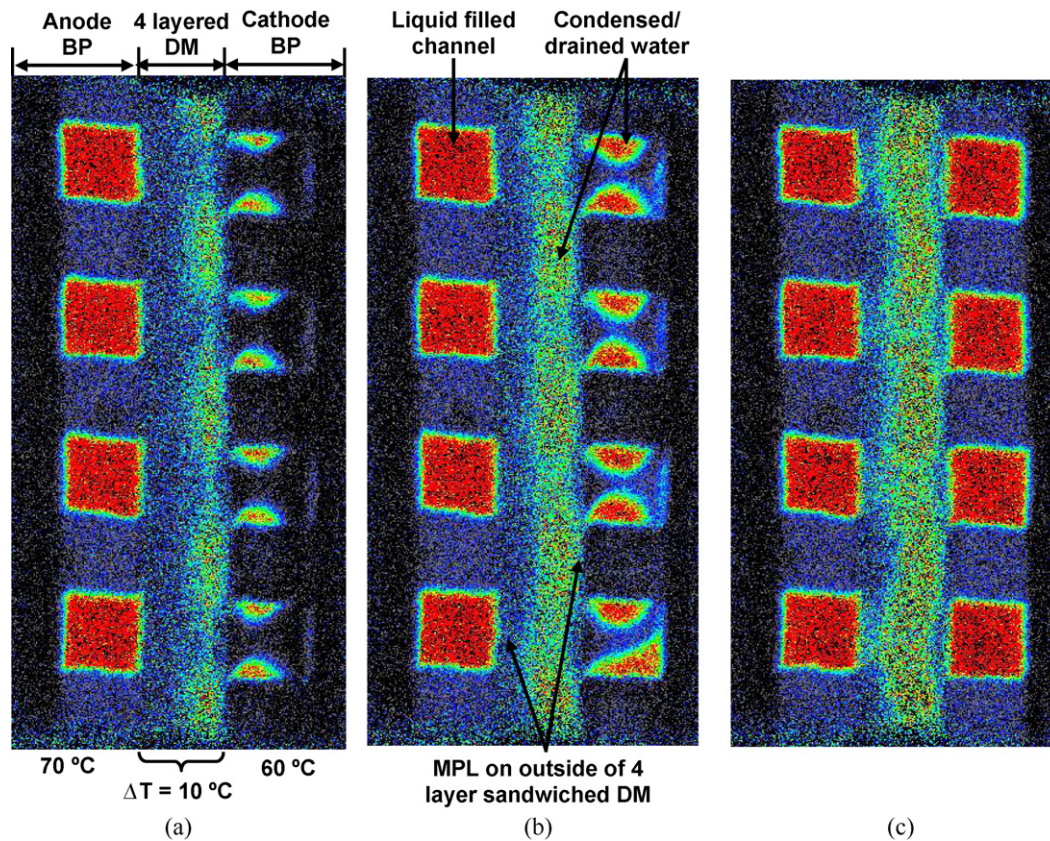 Anode
BP
4 layered
DM
Cathode
BP
Liquid filled
channel
Condensed/
drained water
70 ºC
60 ºC
ΔT = 10 ºC
MPL on outside of 4
layer sandwiched DM
(a)
(b)
(c)